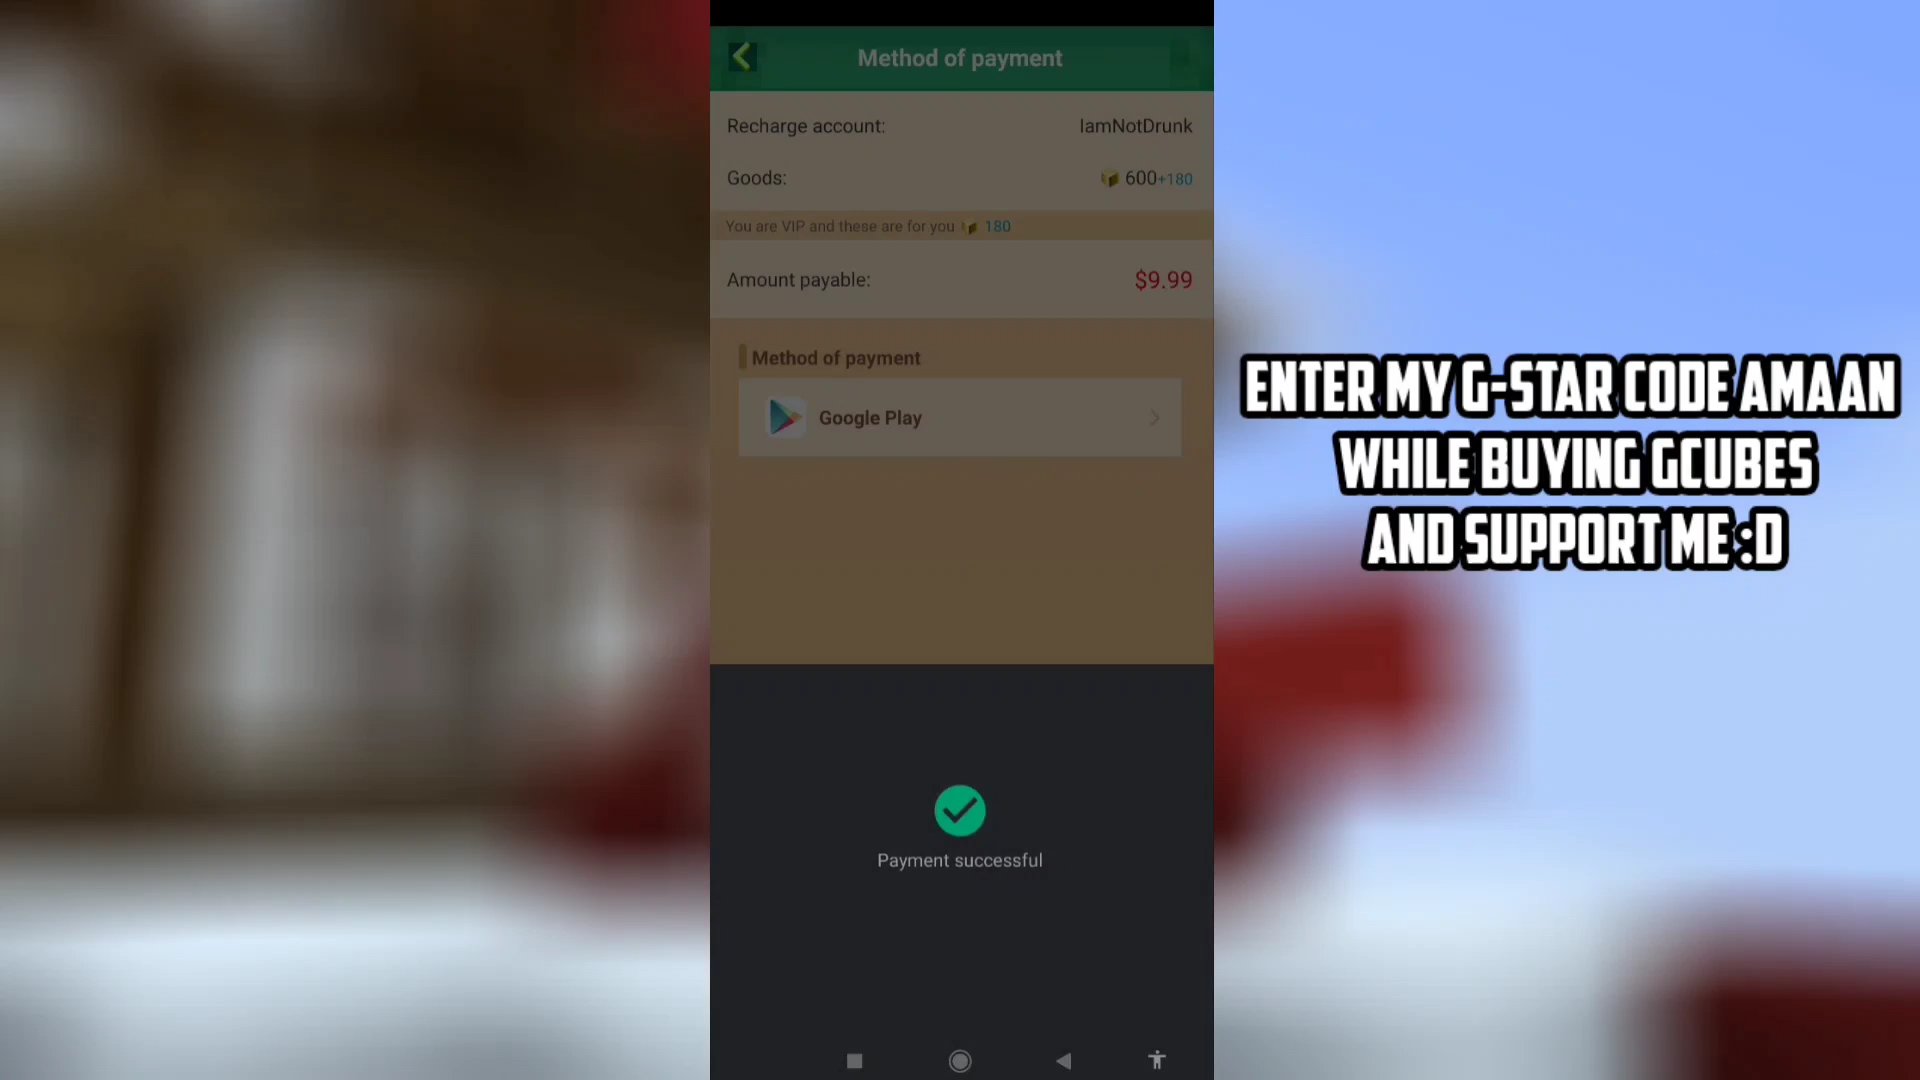 Method of payment
Recharge account: IamNotDrunk
Goods: 600+180
You are VIP and these are for you 180
Amount payable: $9.99
Method of payment
Google Play
Payment successful
ENTER MY G-STAR CODE AMAAN
WHILE BUYING GCUBES
AND SUPPORT ME :D